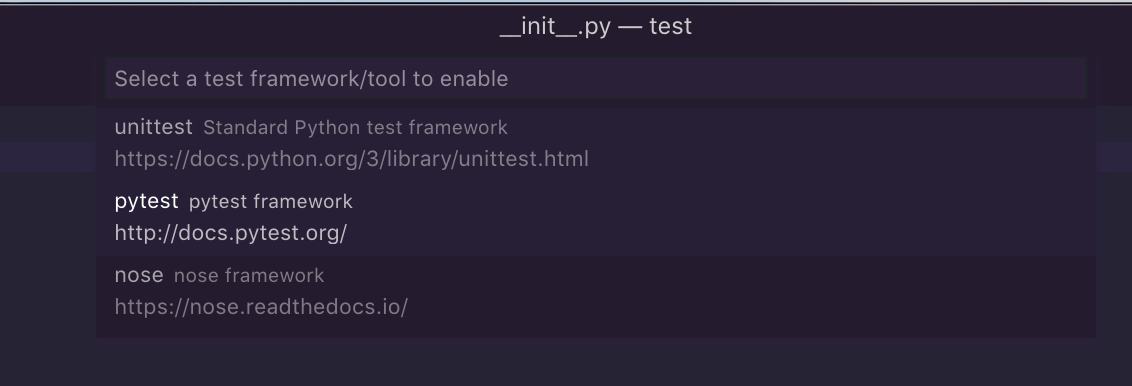 __init__.py — test
Select a test framework/tool to enable
unittest Standard Python test framework
https://docs.python.org/3/library/unittest.html
pytest pytest framework
http://docs.pytest.org/
nose nose framework
https://nose.readthedocs.io/